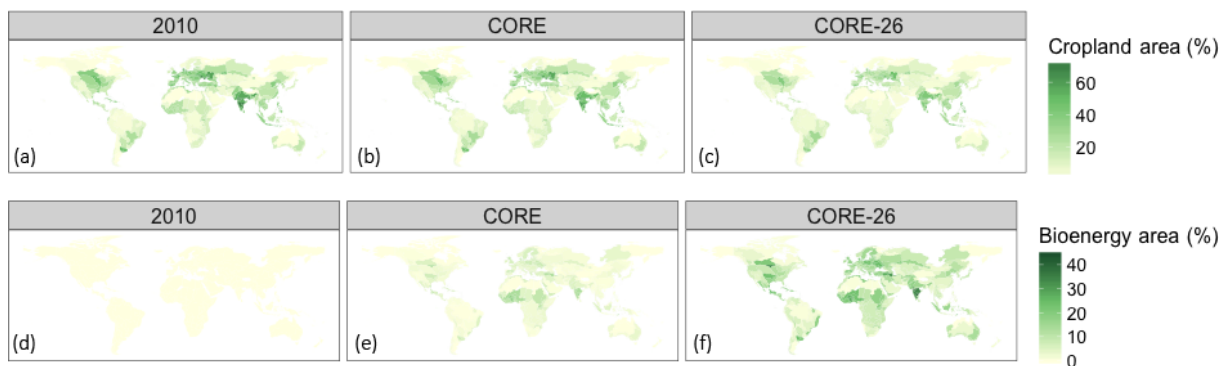 2010
CORE
CORE-26
Cropland area (%)
60
40
20
(a)
(b)
(c)
2010
CORE
CORE-26
Bioenergy area (%)
40
30
20
10
0
(d)
(e)
(f)